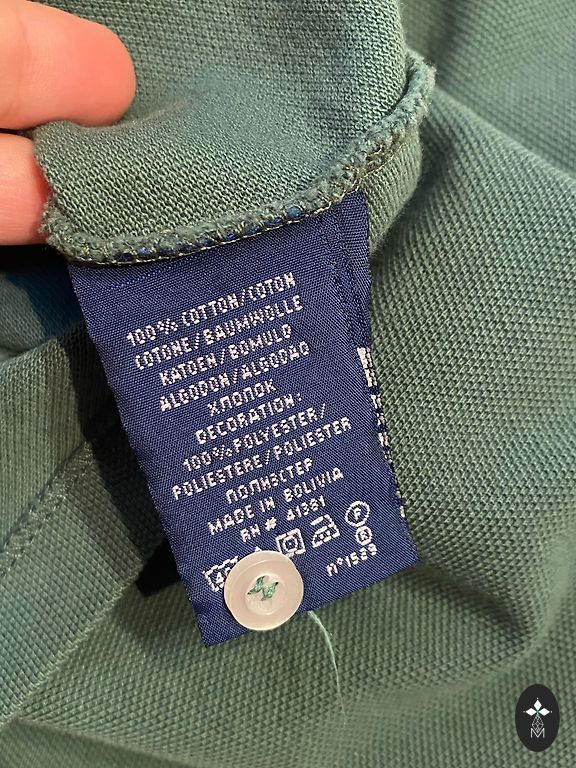 100% COTTON/COTON
COTONE/BAUMWOLLE
KATOEN/BOMULD
ALGODON/ALGODAO
ХЛОПОК
DECORATION:
100% POLYESTER/
POLIESTERE/POLIESTER
ПОЛИЭСТЕР
MADE IN BOLIVIA
RN # 41381
P
R
n°1529
M